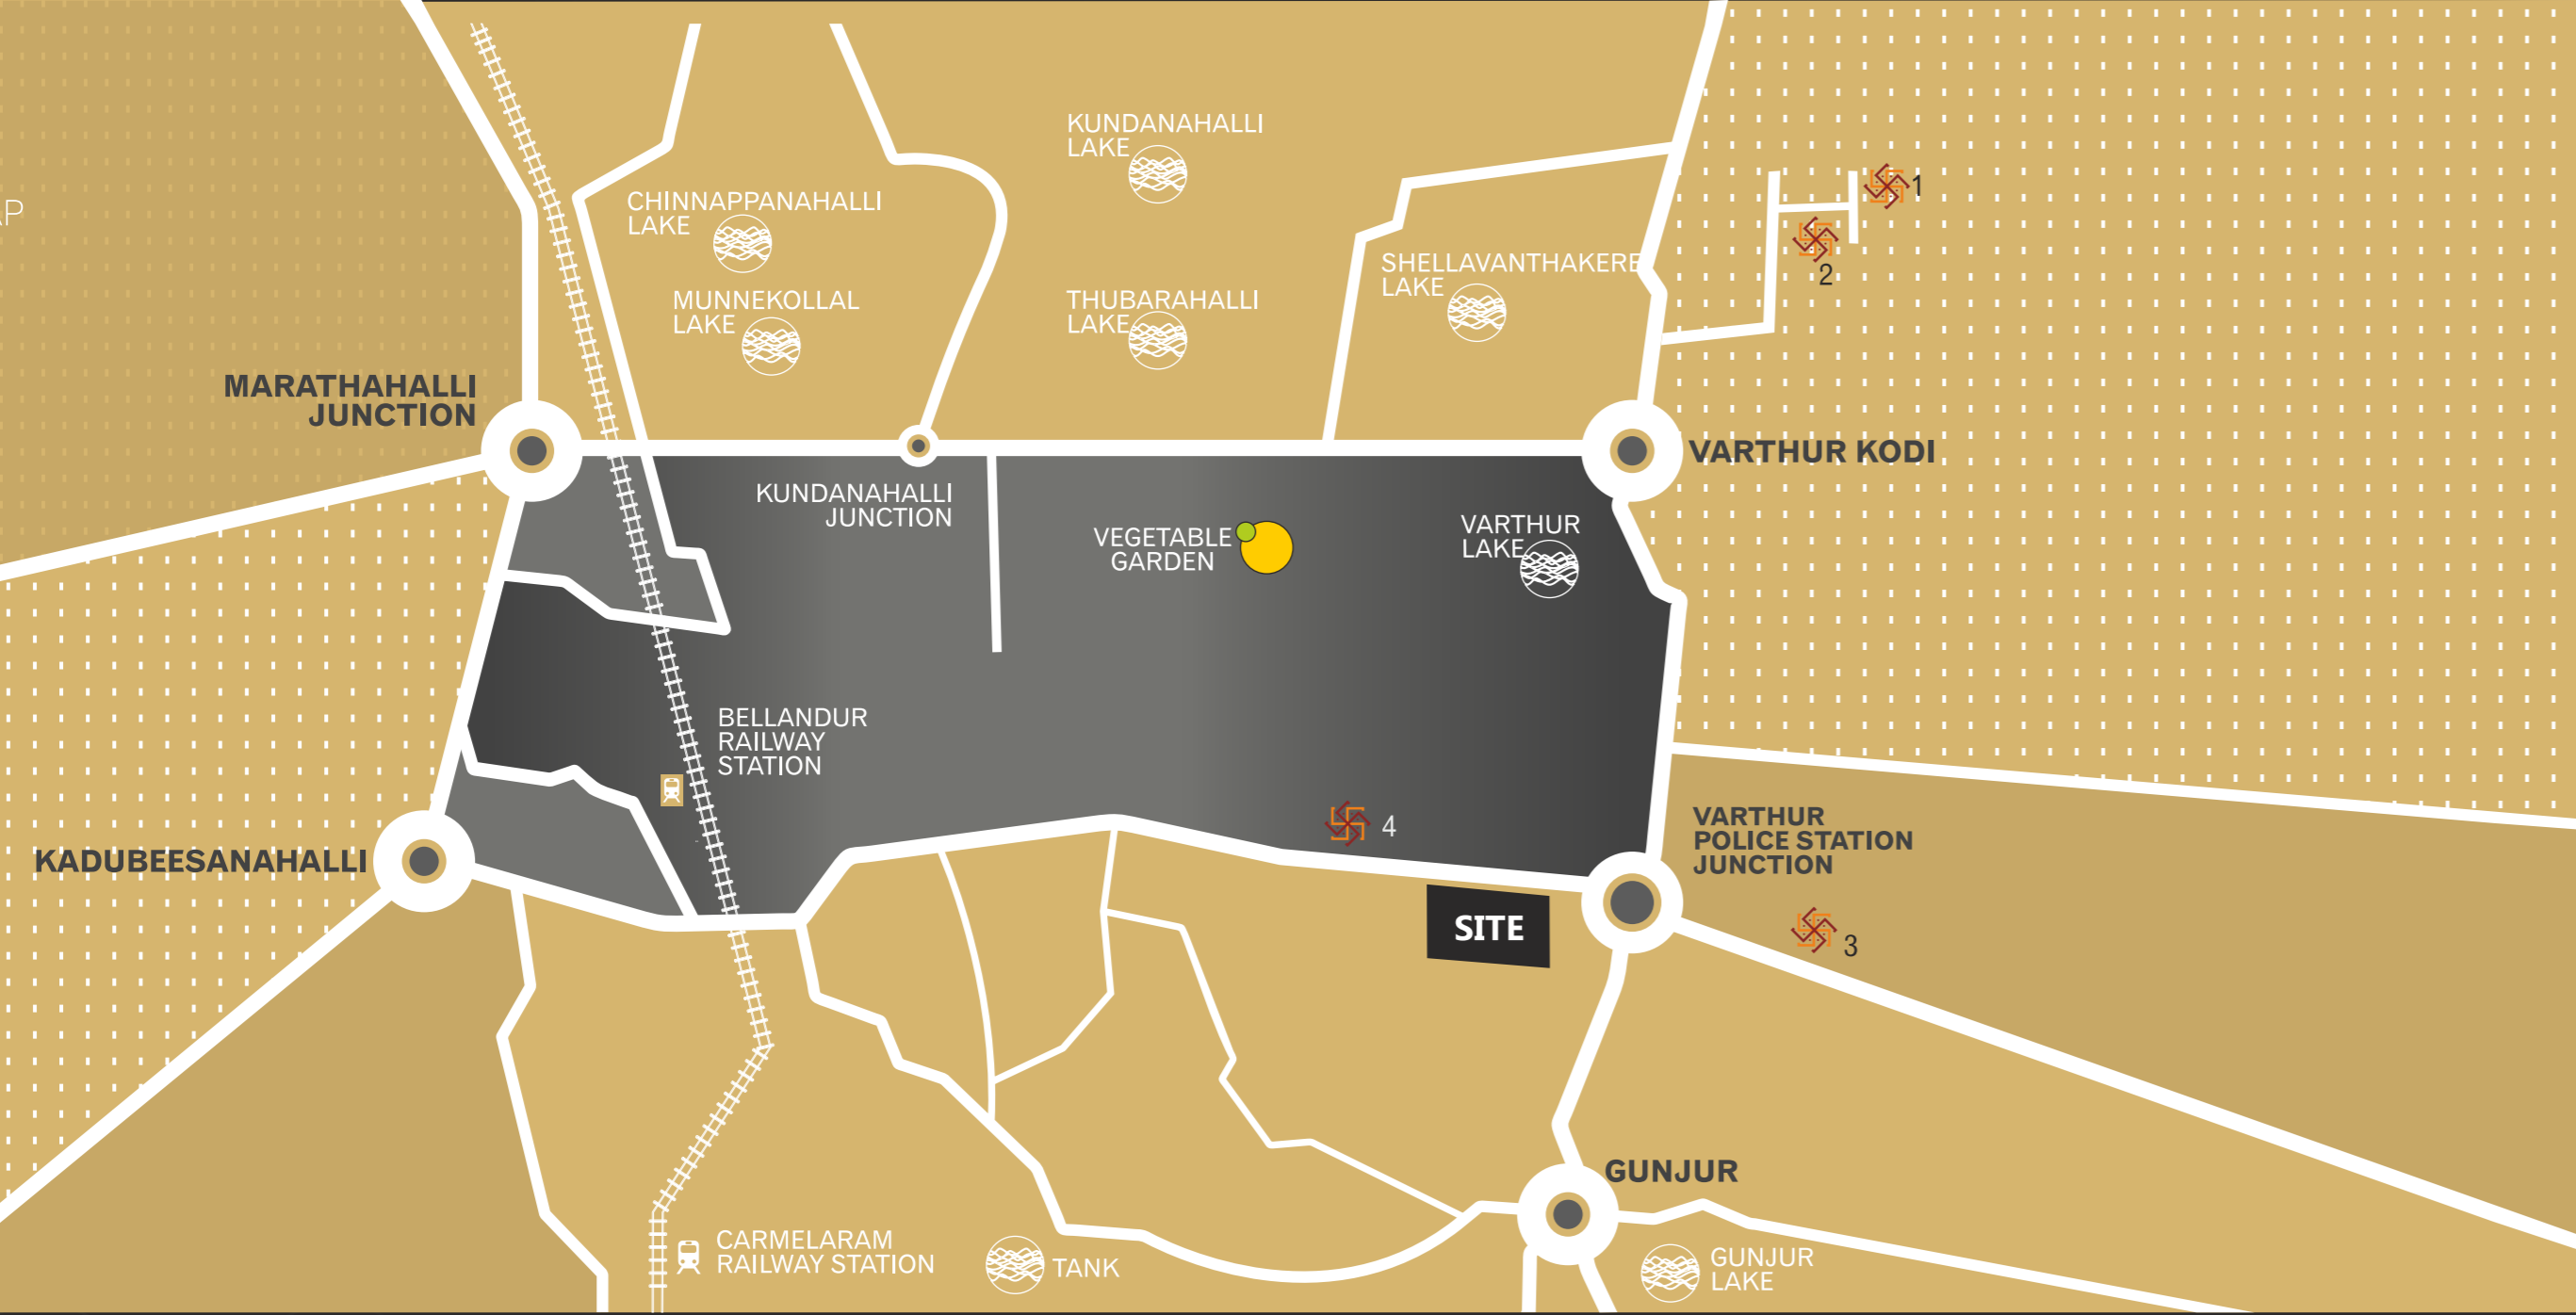 KUNDANAHALLI
LAKE
1
CHINNAPPANAHALLI
LAKE
AP
SHELLAVANTHAKERE
LAKE
2
MUNNEKOLLAL
LAKE
THUBARAHALLI
LAKE
MARATHAHALLI
JUNCTION
VARTHUR KODI
KUNDANAHALLI
JUNCTION
VEGETABLE
GARDEN
VARTHUR
LAKE
BELLANDUR
RAILWAY
STATION
4
VARTHUR
POLICE STATION
JUNCTION
KADUBEESANAHALLI
SITE
3
GUNJUR
CARMELARAM
RAILWAY STATION
TANK
GUNJUR
LAKE